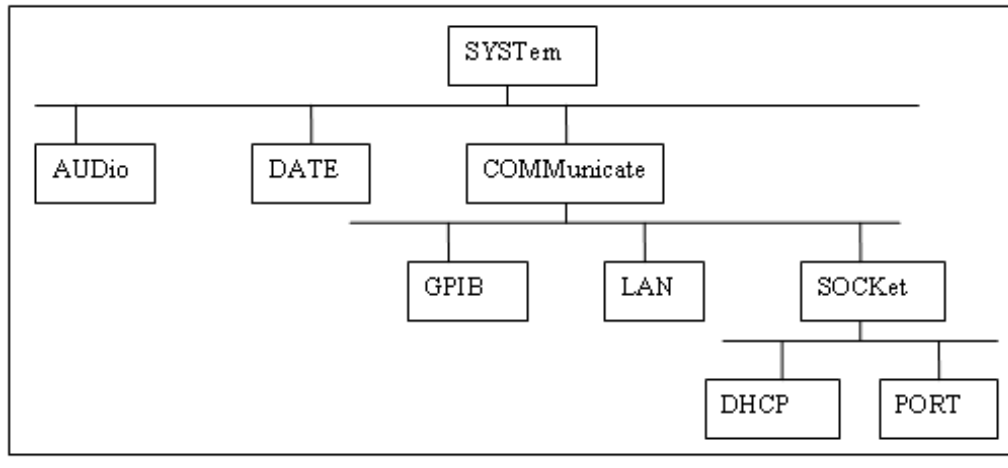 SYSTem
AUDio
DATE
COMMunicate
GPIB
LAN
SOCKet
DHCP
PORT